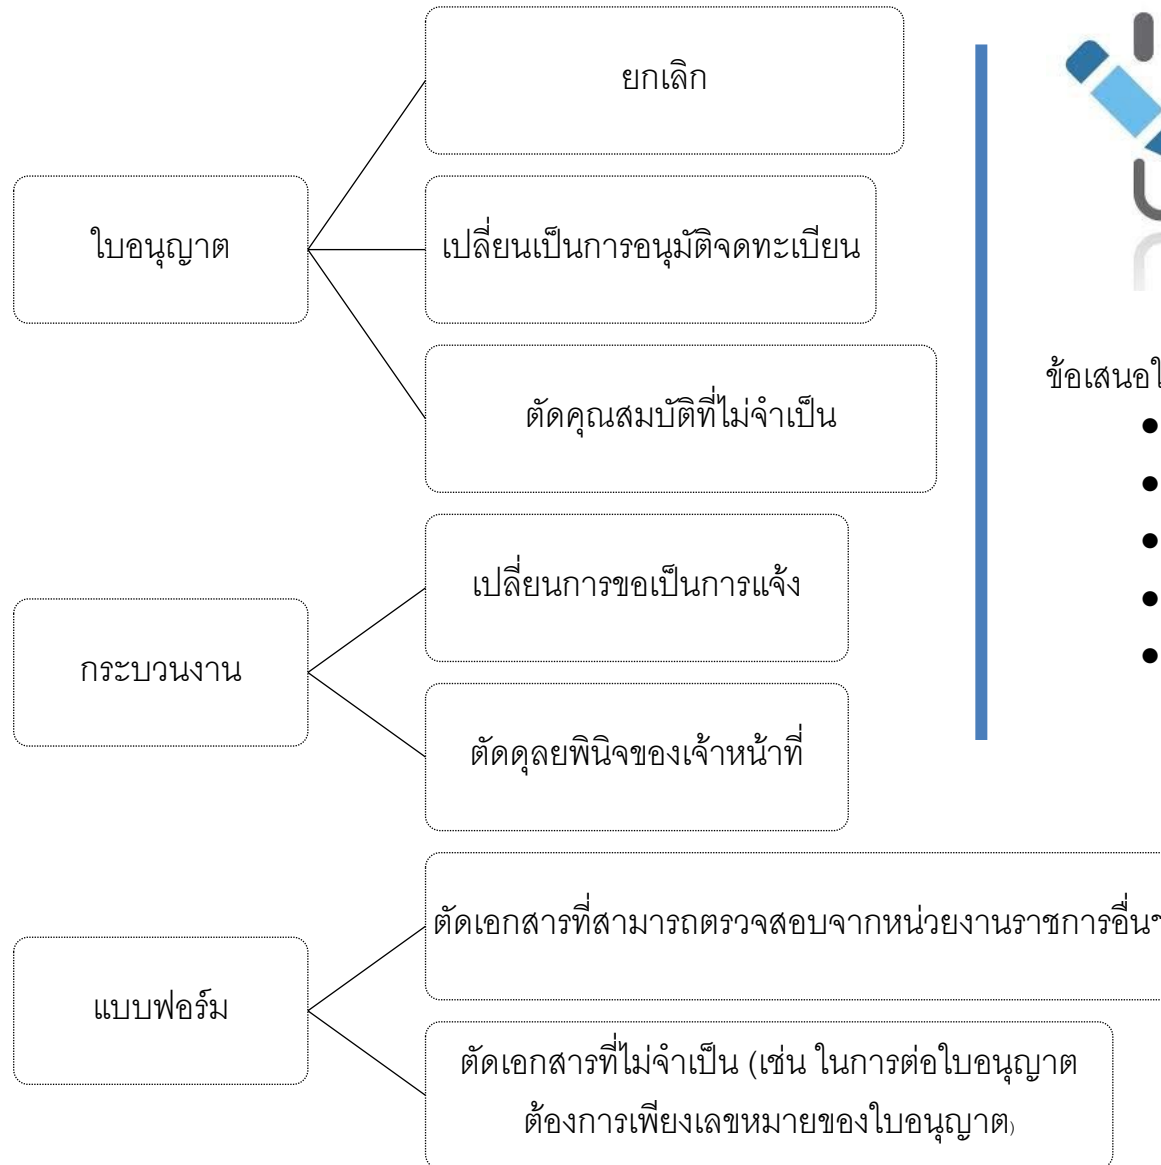 ยกเลิก
ใบอนุญาต
เปลี่ยนเป็นการอนุมัติจดทะเบียน
ตัดคุณสมบัติที่ไม่จำเป็น
เปลี่ยนการขอเป็นการแจ้ง
กระบวนงาน
ตัดดุลยพินิจของเจ้าหน้าที่
ตัดเอกสารที่สามารถตรวจสอบจากหน่วยงานราชการอื่นๆ
แบบฟอร์ม
ตัดเอกสารที่ไม่จำเป็น (เช่น ในการต่อใบอนุญาต
ต้องการเพียงเลขหมายของใบอนุญาต)
ข้อเสนอ